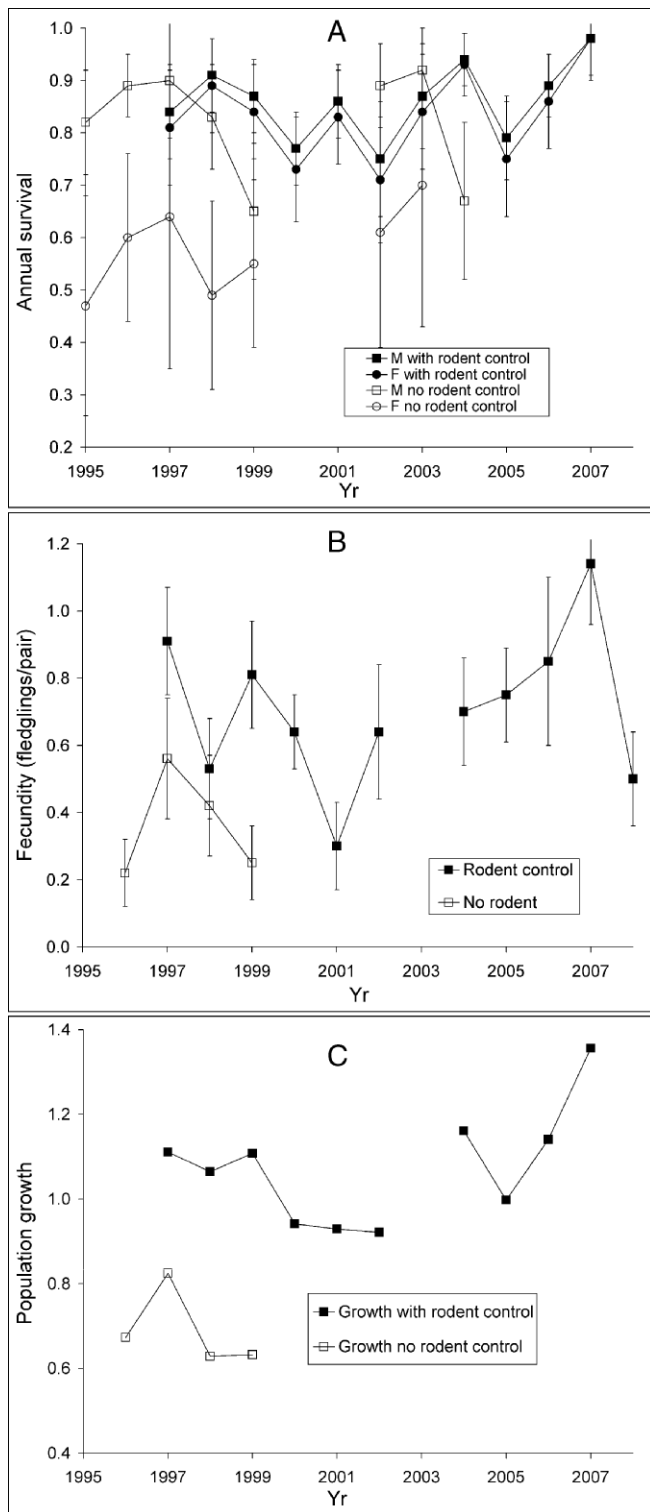 A
1.0
0.9
0.8
0.7
0.6
0.5
0.4
0.3
0.2
Annual survival
M with rodent control
F with rodent control
M no rodent control
F no rodent control
1995 1997 1999 2001 2003 2005 2007
Yr
B
1.2
1.0
0.8
0.6
0.4
0.2
0.0
Fecundity (fledglings/pair)
Rodent control
No rodent
1995 1997 1999 2001 2003 2005 2007
Yr
C
1.4
1.2
1.0
0.8
0.6
0.4
Population growth
Growth with rodent control
Growth no rodent control
1995 1997 1999 2001 2003 2005 2007
Yr